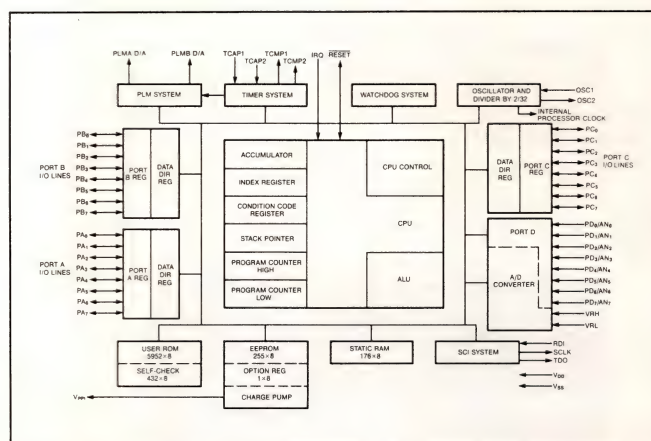 PLMA D/A PLMB D/A TCAP1 TCAP2 TCMP1 TCMP2 IRQ RESET
PLM SYSTEM
TIMER SYSTEM
WATCHDOG SYSTEM
OSCILLATOR AND
DIVIDER BY 2/32
OSC1
OSC2
INTERNAL
PROCESSOR CLOCK
PORT B
I/O LINES
PB0
PB1
PB2
PB3
PB4
PB5
PB6
PB7
PORT B REG
DATA DIR REG
PORT A
I/O LINES
PA0
PA1
PA2
PA3
PA4
PA5
PA6
PA7
PORT A REG
DATA DIR REG
ACCUMULATOR
INDEX REGISTER
CONDITION CODE
REGISTER
STACK POINTER
PROGRAM COUNTER
HIGH
PROGRAM COUNTER
LOW
CPU CONTROL
CPU
ALU
DATA
DIR
REG
PORT C REG
PC0
PC1
PC2
PC3
PC4
PC5
PC6
PC7
PORT C
I/O LINES
PORT D
A/D
CONVERTER
PD0/AN0
PD1/AN1
PD2/AN2
PD3/AN3
PD4/AN4
PD5/AN5
PD6/AN6
PD7/AN7
VRH
VRL
USER ROM
5952×8
SELF-CHECK
432×8
EEPROM
255×8
OPTION REG
1×8
CHARGE PUMP
VPP1
STATIC RAM
176×8
SCI SYSTEM
RDI
SCLK
TDO
VDD
VSS